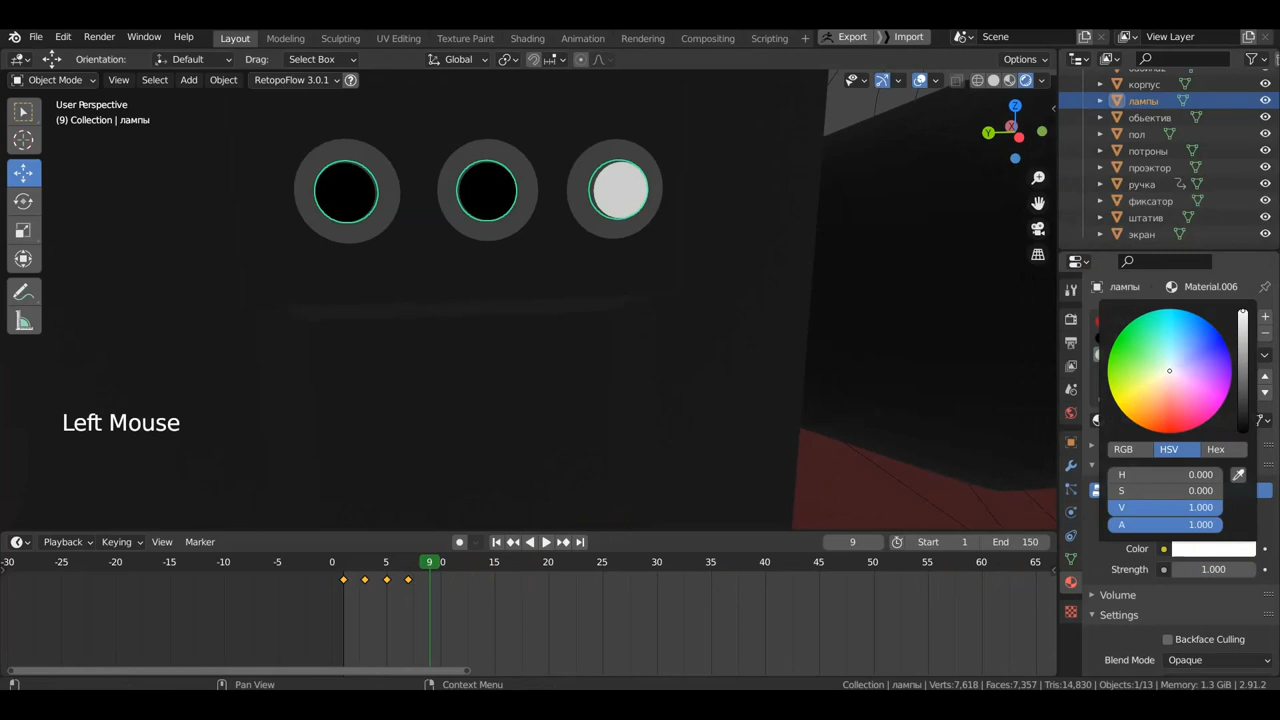 File Edit Render Window Help Layout Modeling Sculpting UV Editing Texture Paint Shading Animation Rendering Compositing Scripting + Export Import Scene View Layer
Orientation: Default Drag: Select Box Global Options
Object Mode View Select Add Object RetopoFlow 3.0.1
User Perspective
(9) Collection | лампы
Z
Y
X
корпус
лампы
обьектив
пол
потроны
проэктор
ручка
фиксатор
штатив
экран
лампы Material.006
RGB HSV Hex
H 0.000
S 0.000
V 1.000
A 1.000
Color
Strength 1.000
Volume
Settings
Backface Culling
Blend Mode Opaque
Left Mouse
Playback Keying View Marker 9 Start 1 End 150
-30 -25 -20 -15 -10 -5 0 5 9 0 15 20 25 30 35 40 45 50 55 60 65
Pan View Context Menu Collection | лампы | Verts:7,618 | Faces:7,357 | Tris:14,830 | Objects:1/13 | Memory: 1.3 GiB | 2.91.2